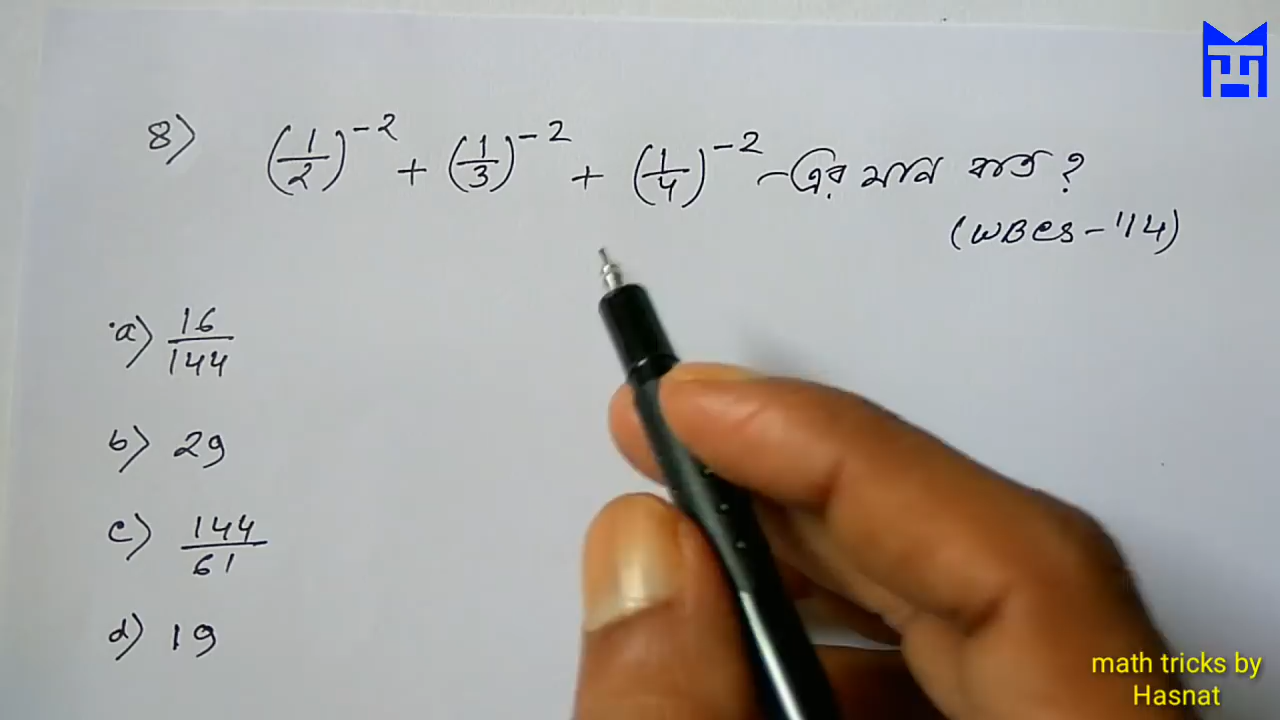 8) (1/2)^-2 + (1/3)^-2 + (1/4)^-2 -এর মান কত ?
(WBCS - '14)
a) 16/144
b) 29
c) 144/61
d) 19
math tricks by
Hasnat